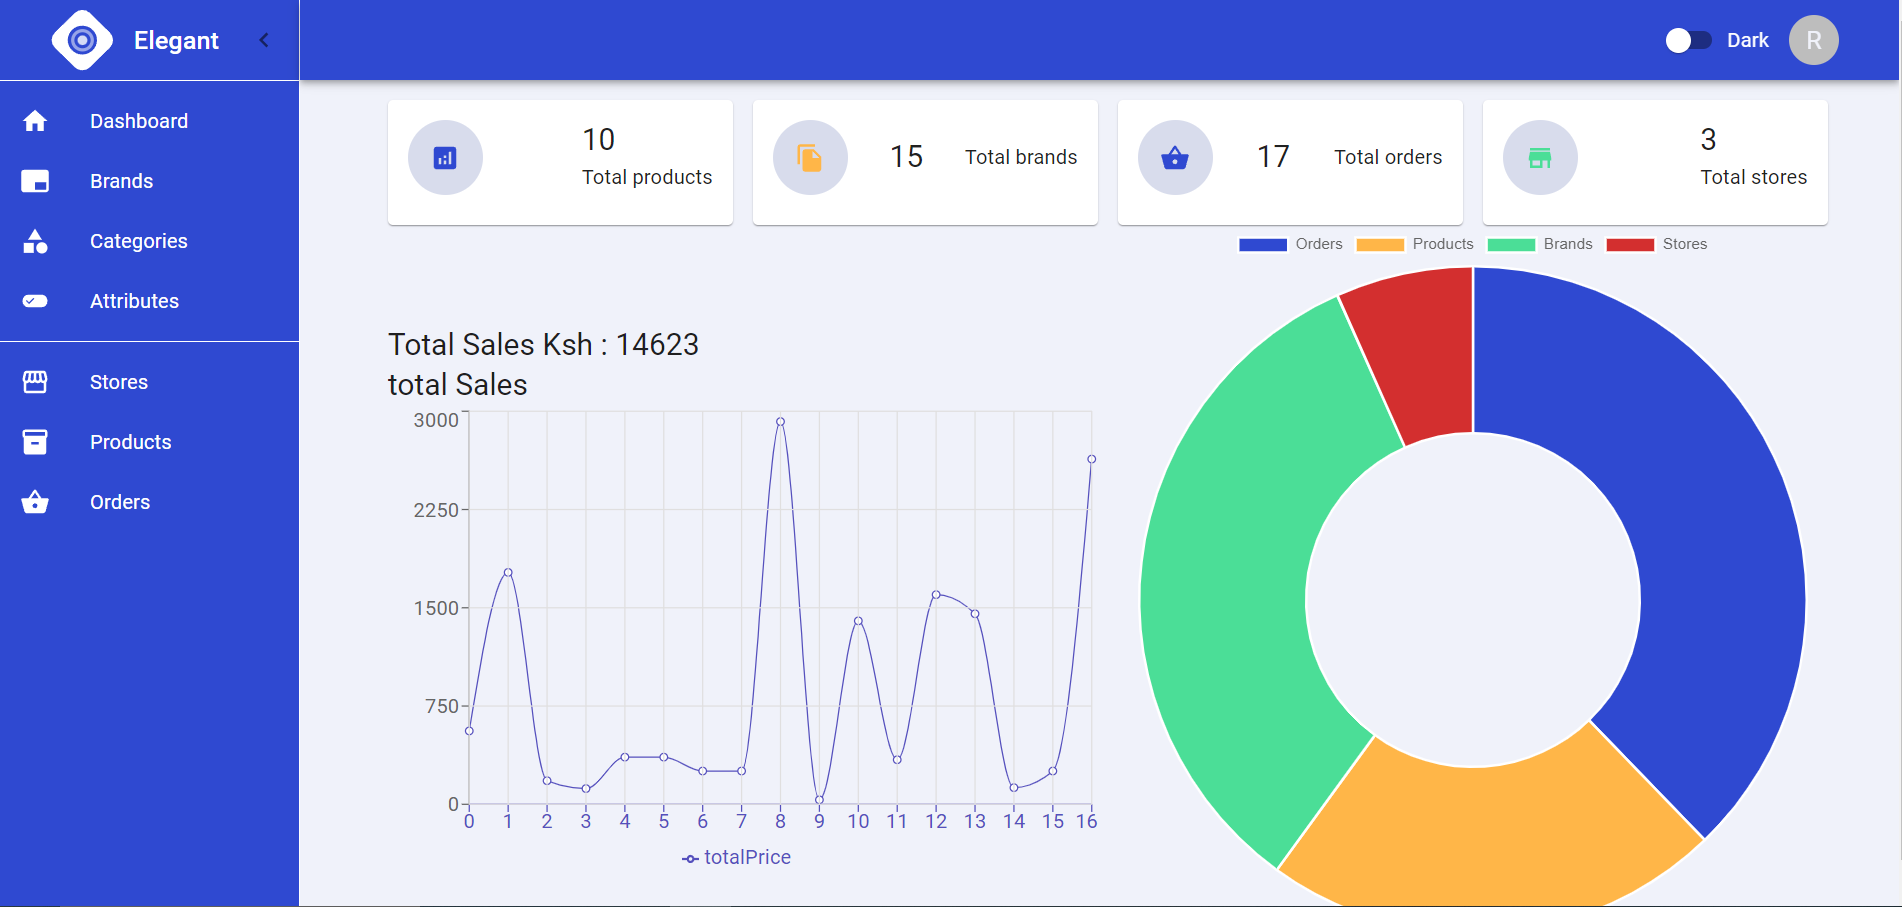 Elegant
Dark
R
Dashboard
Brands
Categories
Attributes
Stores
Products
Orders
10
Total products
15 Total brands
17 Total orders
3
Total stores
Orders Products Brands Stores
Total Sales Ksh : 14623
total Sales
3000
2250
1500
750
0
0 1 2 3 4 5 6 7 8 9 10 11 12 13 14 15 16
totalPrice